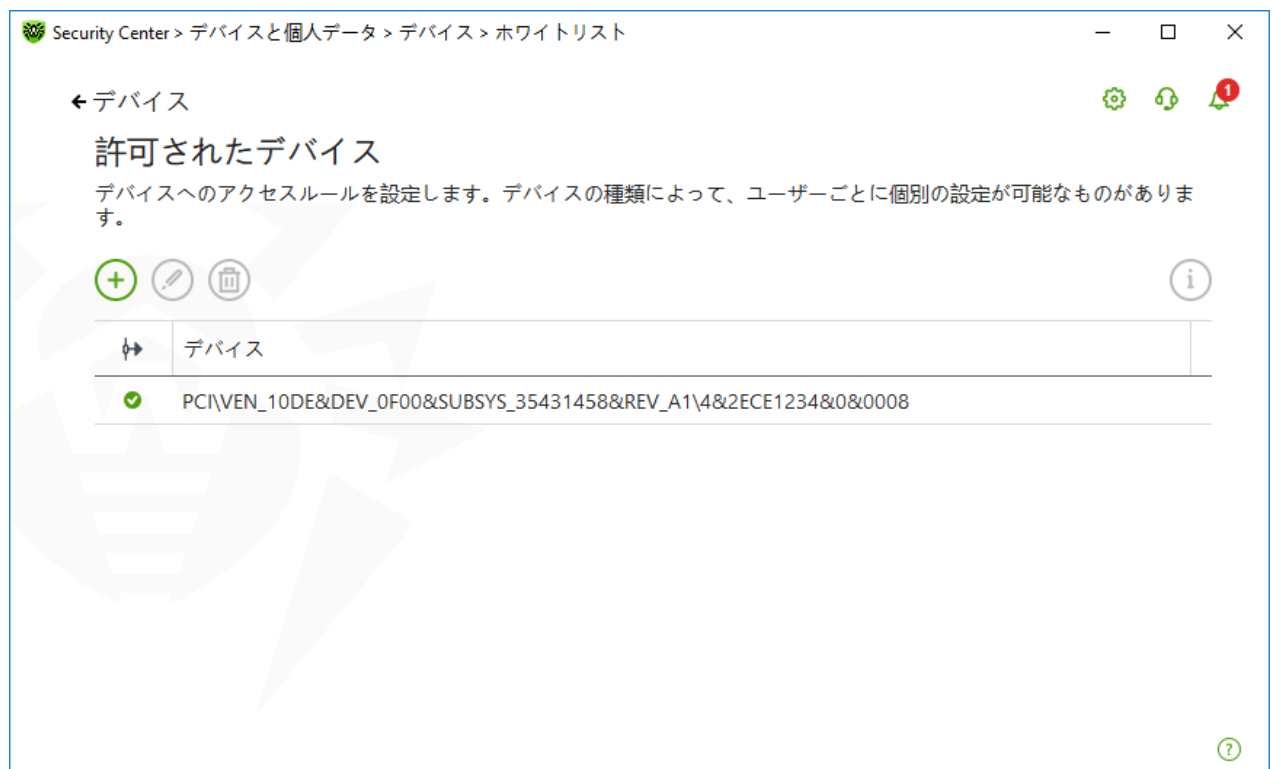 Security Center > デバイスと個人データ > デバイス > ホワイトリスト
デバイス
1
許可されたデバイス
デバイスへのアクセスルールを設定します。デバイスの種類によって、ユーザーごとに個別の設定が可能なものがありま
す。
デバイス
PCI\VEN_10DE&DEV_0F00&SUBSYS_35431458&REV_A1\4&2ECE1234&0&0008